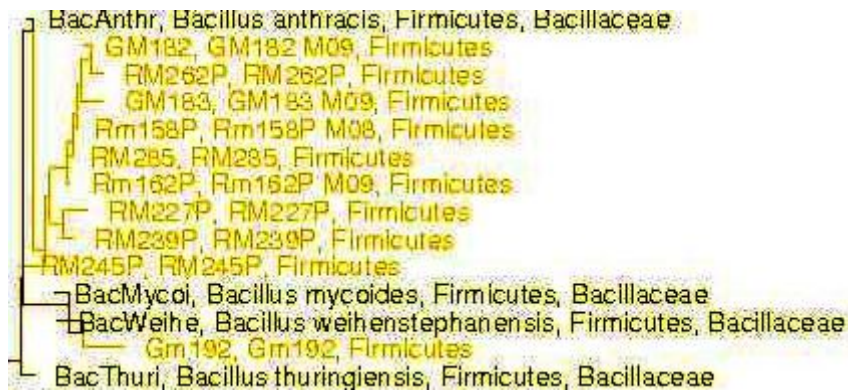 BacAnthr, Bacillus anthracis, Firmicutes, Bacillaceae
GM182, GM182 M09, Firmicutes
RM262P, RM262P, Firmicutes
GM183, GM183 M09, Firmicutes
Rm158P, Rm158P M08, Firmicutes
RM285, RM285, Firmicutes
Rm162P, Rm162P M09, Firmicutes
RM227P, RM227P, Firmicutes
RM239P, RM239P, Firmicutes
RM245P, RM245P, Firmicutes
BacMycoi, Bacillus mycoides, Firmicutes, Bacillaceae
BacWeihe, Bacillus weihenstephanensis, Firmicutes, Bacillaceae
Gm192, Gm192, Firmicutes
BacThuri, Bacillus thuringiensis, Firmicutes, Bacillaceae